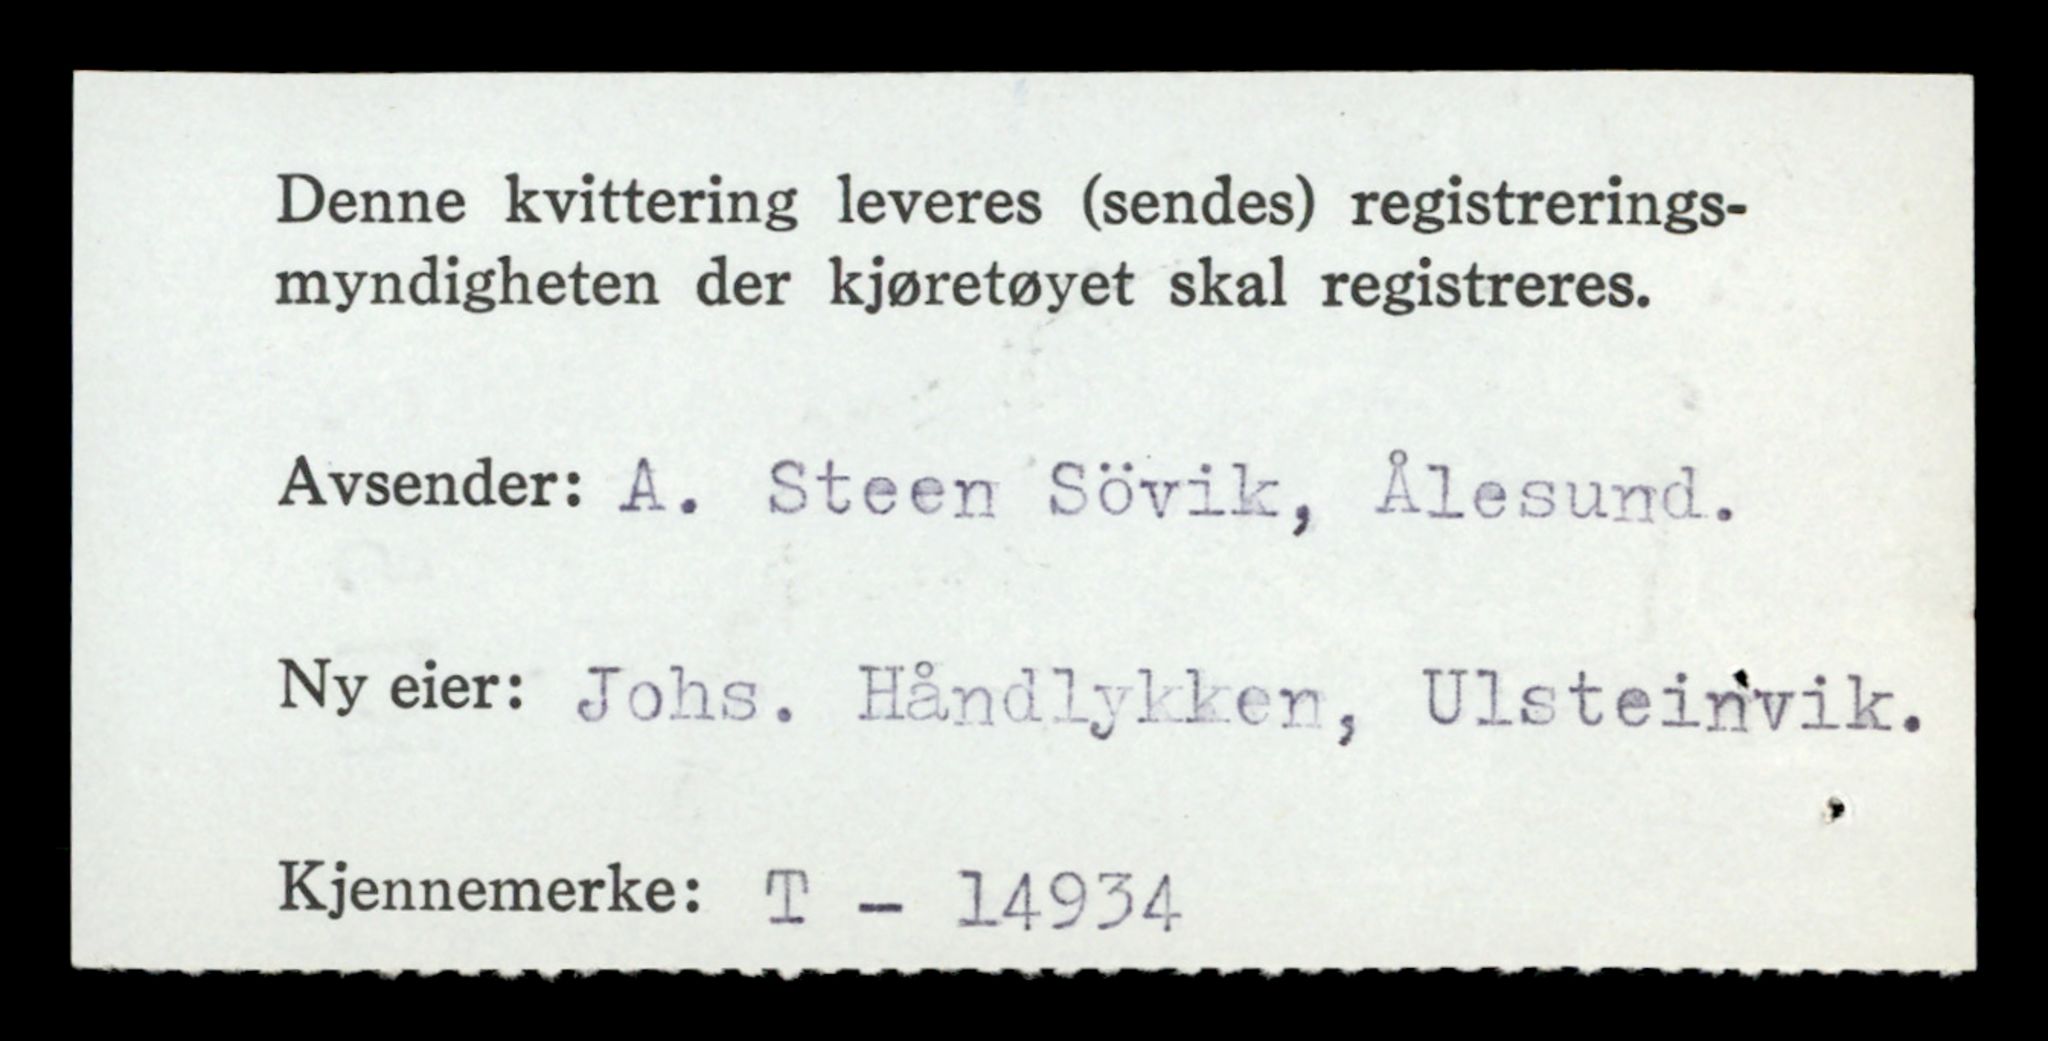 Denne kvittering leveres (sendes) registrerings-
myndigheten der kjøretøyet skal registreres.
Avsender: A. Steen Sövik, Ålesund.
Ny eier: Johs. Håndlykken, Ulsteinvik.
Kjennemerke: T - 14934